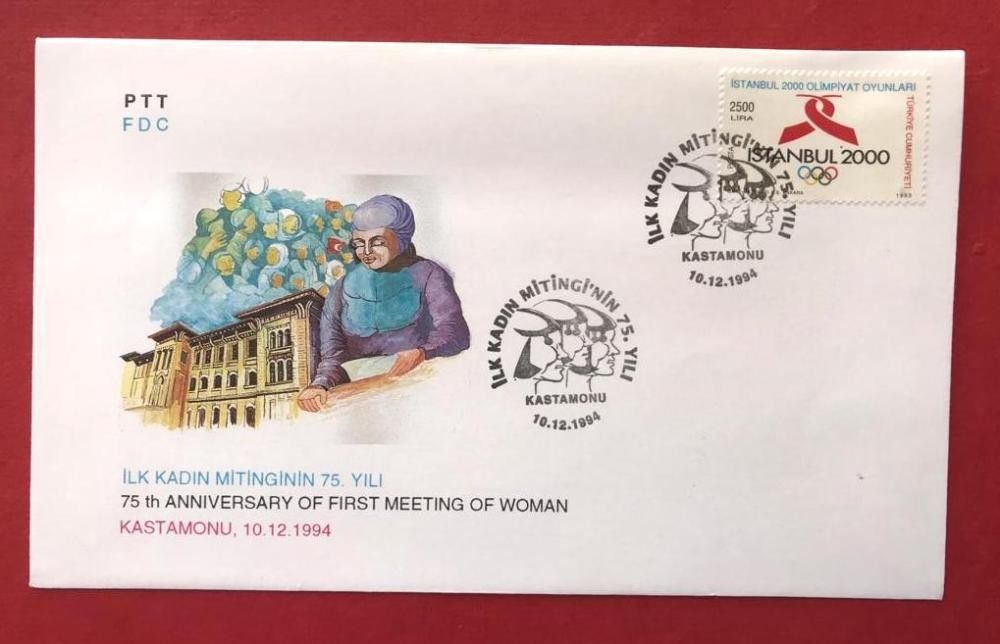 PTT
FDC
İSTANBUL 2000 OLİMPİYAT OYUNLARI
2500
LİRA
TÜRKİYE CUMHURİYETİ
İSTANBUL 2000
1993
İLK KADIN MİTİNGİ'NİN 75. YILI
KASTAMONU
10.12.1994
İLK KADIN MİTİNGİ'NİN 75. YILI
KASTAMONU
10.12.1994
İLK KADIN MİTİNGİNİN 75. YILI
75 th ANNIVERSARY OF FIRST MEETING OF WOMAN
KASTAMONU, 10.12.1994